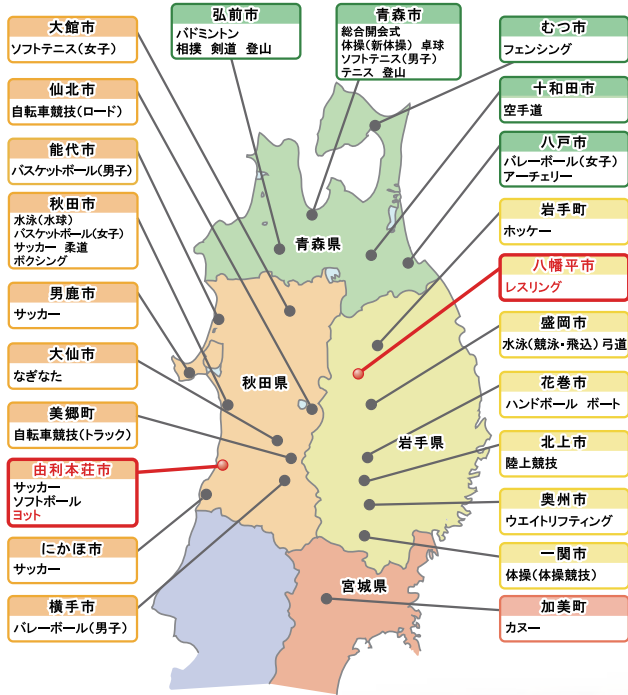 大館市
ソフトテニス(女子)
仙北市
自転車競技(ロード)
能代市
バスケットボール(男子)
秋田市
水泳(水球)
バスケットボール(女子)
サッカー 柔道
ボクシング
男鹿市
サッカー
大仙市
なぎなた
美郷町
自転車競技(トラック)
由利本荘市
サッカー
ソフトボール
ヨット
にかほ市
サッカー
横手市
バレーボール(男子)
弘前市
バドミントン
相撲 剣道 登山
青森市
総合開会式
体操(新体操) 卓球
ソフトテニス(男子)
テニス 登山
青森県
秋田県
岩手県
宮城県
むつ市
フェンシング
十和田市
空手道
八戸市
バレーボール(女子)
アーチェリー
岩手町
ホッケー
八幡平市
レスリング
盛岡市
水泳(競泳・飛込) 弓道
花巻市
ハンドボール ボート
北上市
陸上競技
奥州市
ウエイトリフティング
一関市
体操(体操競技)
加美町
カヌー